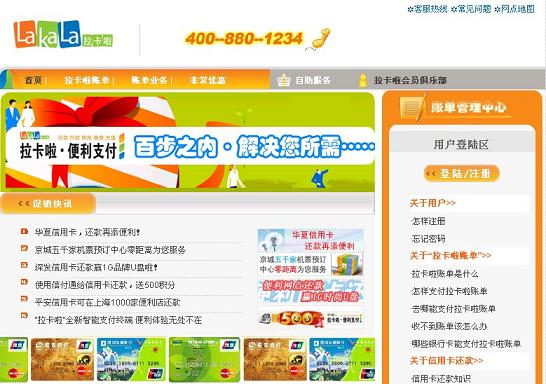 ✲客服热线 ✲常见问题 ✲网点地图
LaKaLa 拉卡啦
400--880--1234
首页 | 拉卡啦账单 | 账单业务 | 非常优惠
自助服务
拉卡啦会员俱乐部
LaKaLa 还款 付款 转账 缴费 充值
拉卡啦·便利支付
百步之内·解决您所需······
<< 促销快讯
华夏信用卡，还款再添便利!
京城五千家机票预订中心零距离为您服务
深发信用卡还款赢1G品牌U盘啦!
使用信付通给信用卡还款，送500积分
平安信用卡可在上海1000家便利店还款
"拉卡啦"全新智能支付终端 便利体验无处不在
华夏信用卡
还款再添便利
京城五千家机票预订
中心零距离为您服务
便利网点还款
赢1G时尚U盘
500
账单管理中心
用户登陆区
<< 登陆/注册
关于用户>>
·怎样注册
·忘记密码
关于“拉卡啦账单”>>
·拉卡啦账单是什么
·怎样支付拉卡啦账单
·去哪能支付拉卡啦账单
·收不到账单该怎么办
·哪些银行卡能支付拉卡啦账单
关于信用卡还款>>
·信用卡还款知识